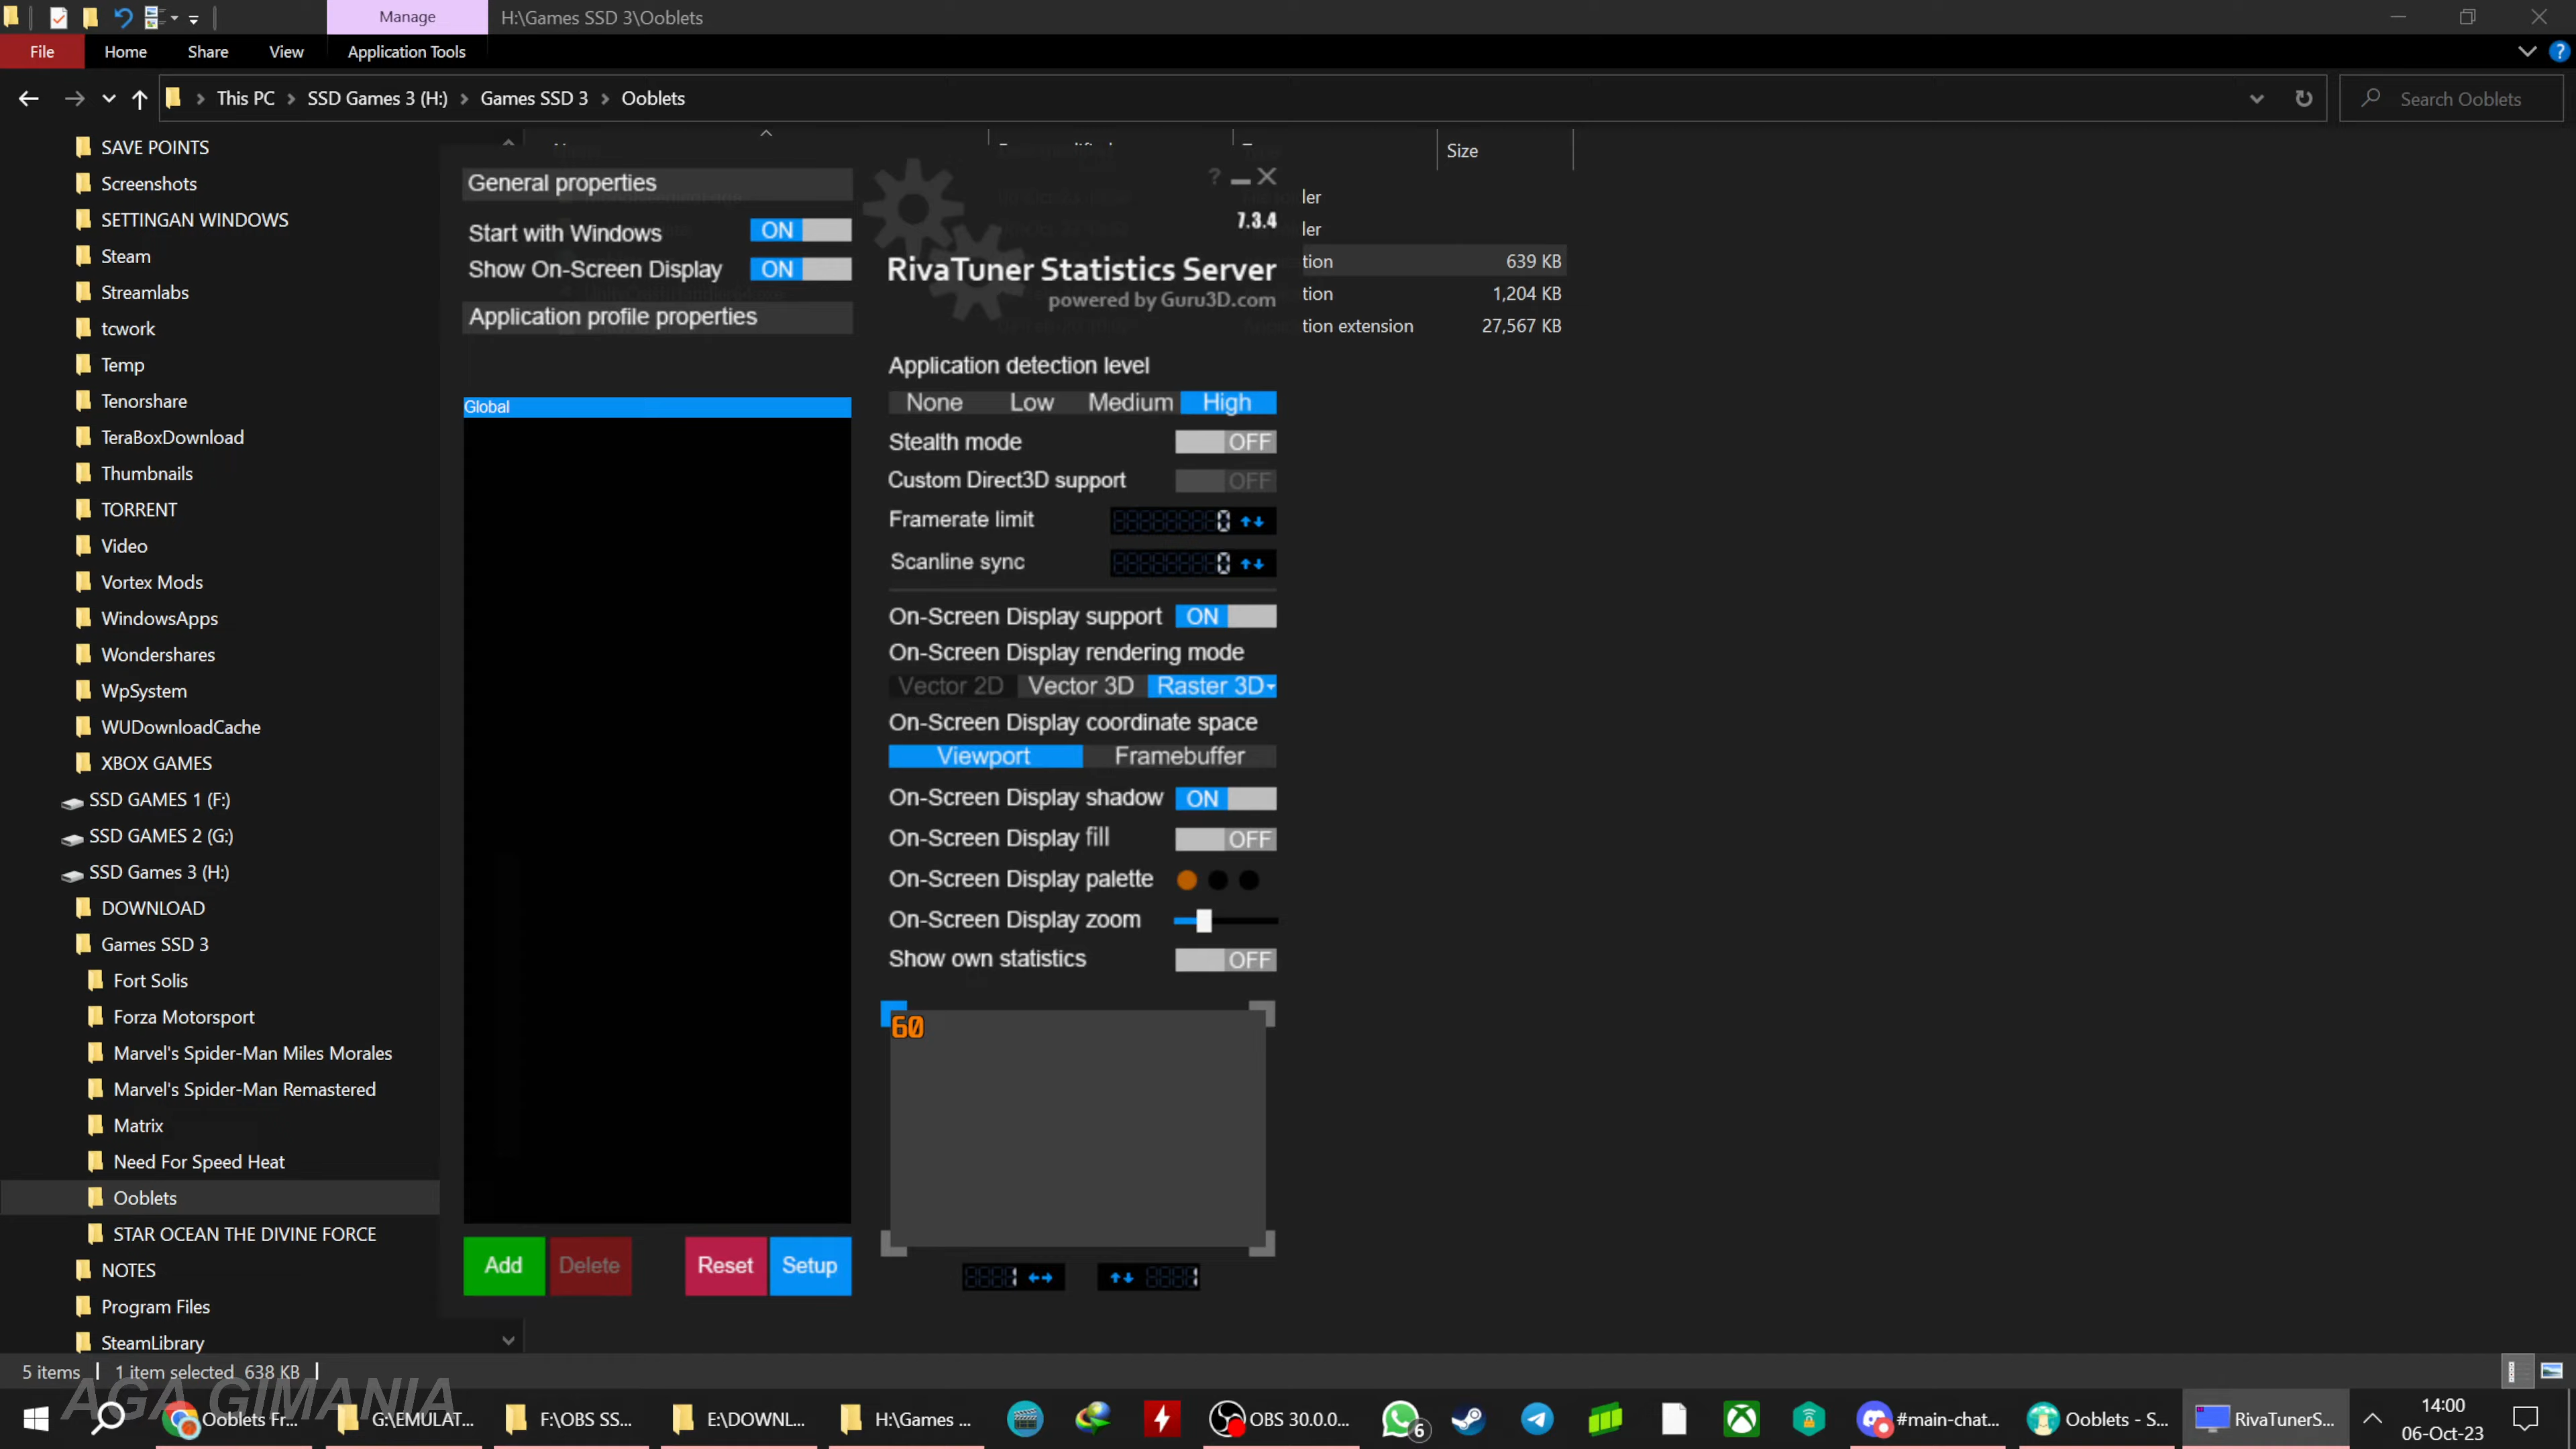 Manage
H:\Games SSD 3\Ooblets
File
Home
Share
View
Application Tools
This PC
SSD Games 3 (H:)
Games SSD 3
Ooblets
Search Ooblets
SAVE POINTS
Screenshots
SETTINGAN WINDOWS
Steam
Streamlabs
tcwork
Temp
Tenorshare
TeraBoxDownload
Thumbnails
TORRENT
Video
Vortex Mods
WindowsApps
Wondershares
WpSystem
WUDownloadCache
XBOX GAMES
SSD GAMES 1 (F:)
SSD GAMES 2 (G:)
SSD Games 3 (H:)
DOWNLOAD
Games SSD 3
Fort Solis
Forza Motorsport
Marvel's Spider-Man Miles Morales
Marvel's Spider-Man Remastered
Matrix
Need For Speed Heat
Ooblets
STAR OCEAN THE DIVINE FORCE
NOTES
Program Files
SteamLibrary
General properties
Start with Windows ON
Show On-Screen Display ON
Application profile properties
Global
Add
Delete
Reset
Setup
?
7.3.4
RivaTuner Statistics Server
powered by Guru3D.com
Application detection level
None Low Medium High
Stealth mode OFF
Custom Direct3D support OFF
Framerate limit 0
Scanline sync 0
On-Screen Display support ON
On-Screen Display rendering mode
Vector 2D Vector 3D Raster 3D
On-Screen Display coordinate space
Viewport Framebuffer
On-Screen Display shadow ON
On-Screen Display fill OFF
On-Screen Display palette
On-Screen Display zoom
Show own statistics OFF
60
1
1
Size
ler
ler
tion 639 KB
tion 1,204 KB
tion extension 27,567 KB
5 items
1 item selected 638 KB
AGA GIMANIA
Ooblets Fr...
G:\EMULAT...
F:\OBS SS...
E:\DOWNL...
H:\Games ...
OBS 30.0.0...
6
#main-chat...
Ooblets - S...
RivaTunerS...
14:00
06-Oct-23